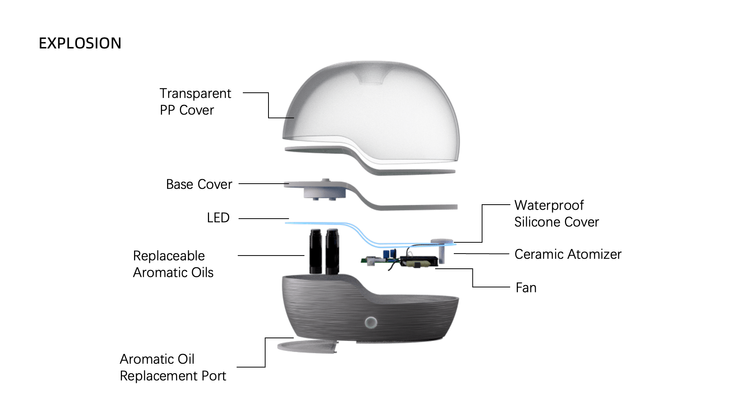 EXPLOSION
Transparent
PP Cover
Base Cover
LED
Replaceable
Aromatic Oils
Aromatic Oil
Replacement Port
Waterproof
Silicone Cover
Ceramic Atomizer
Fan